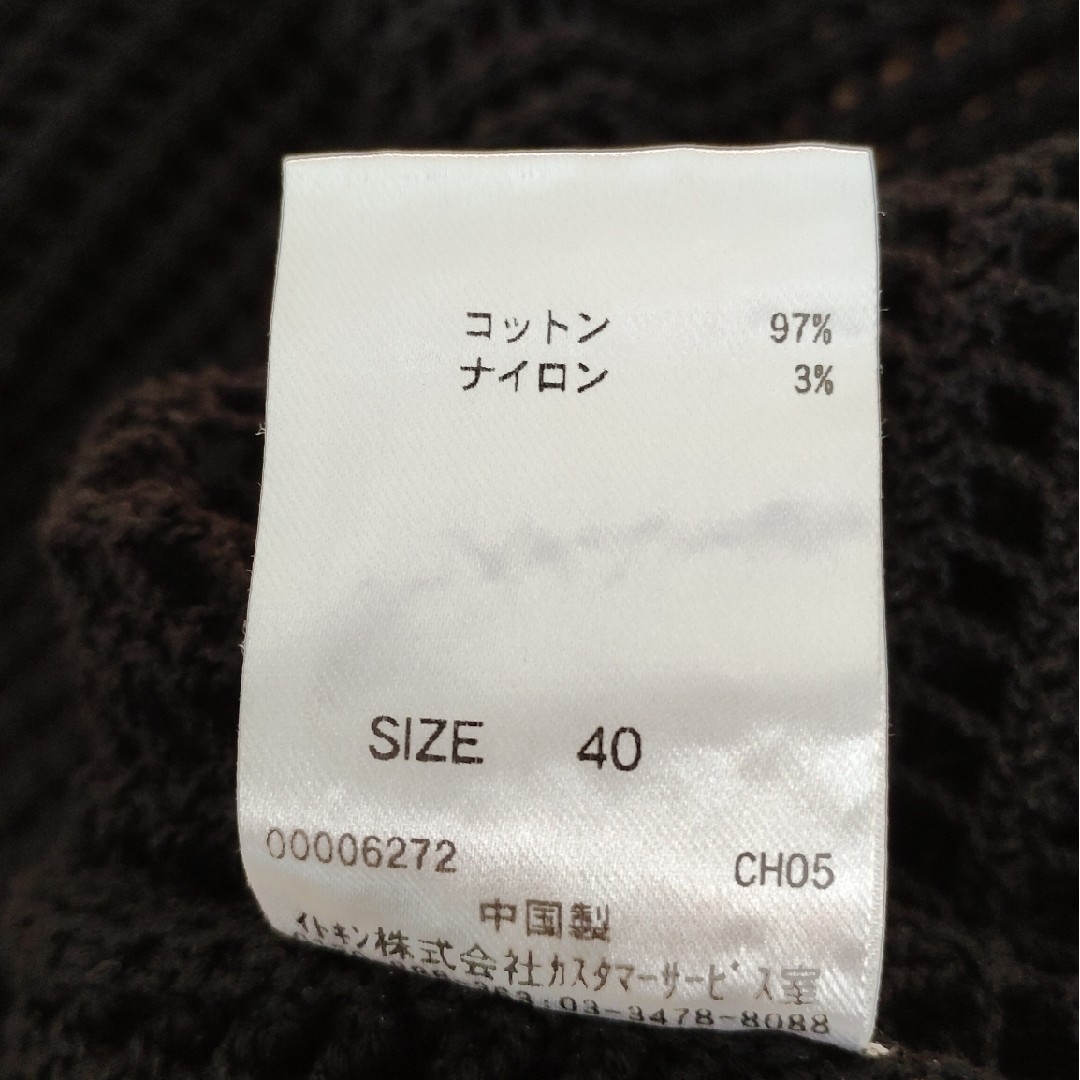 コットン 97%
ナイロン 3%
SIZE 40
00006272 CH05
中国製
イトキン株式会社カスタマーサービス室
03-3478-8088